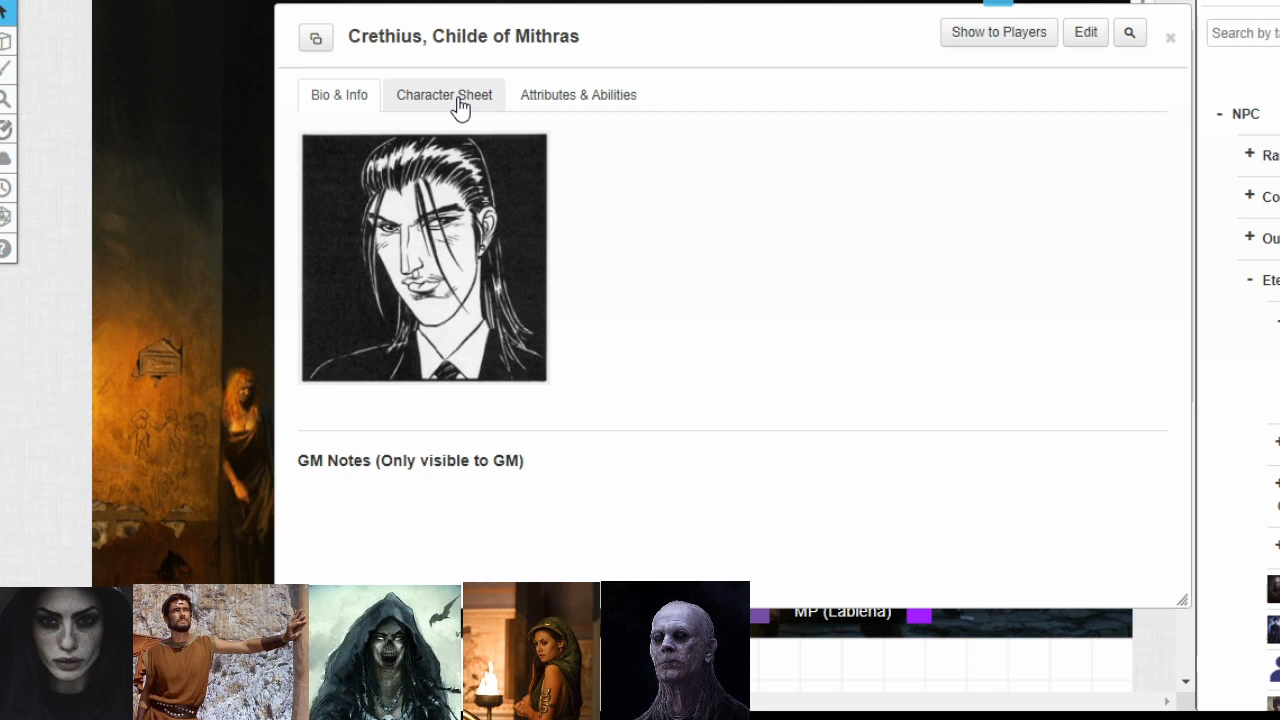 Crethius, Childe of Mithras
Show to Players
Edit
Search by
Bio & Info
Character Sheet
Attributes & Abilities
- NPC
+
+
+
-
GM Notes (Only visible to GM)
MP (Labiena)